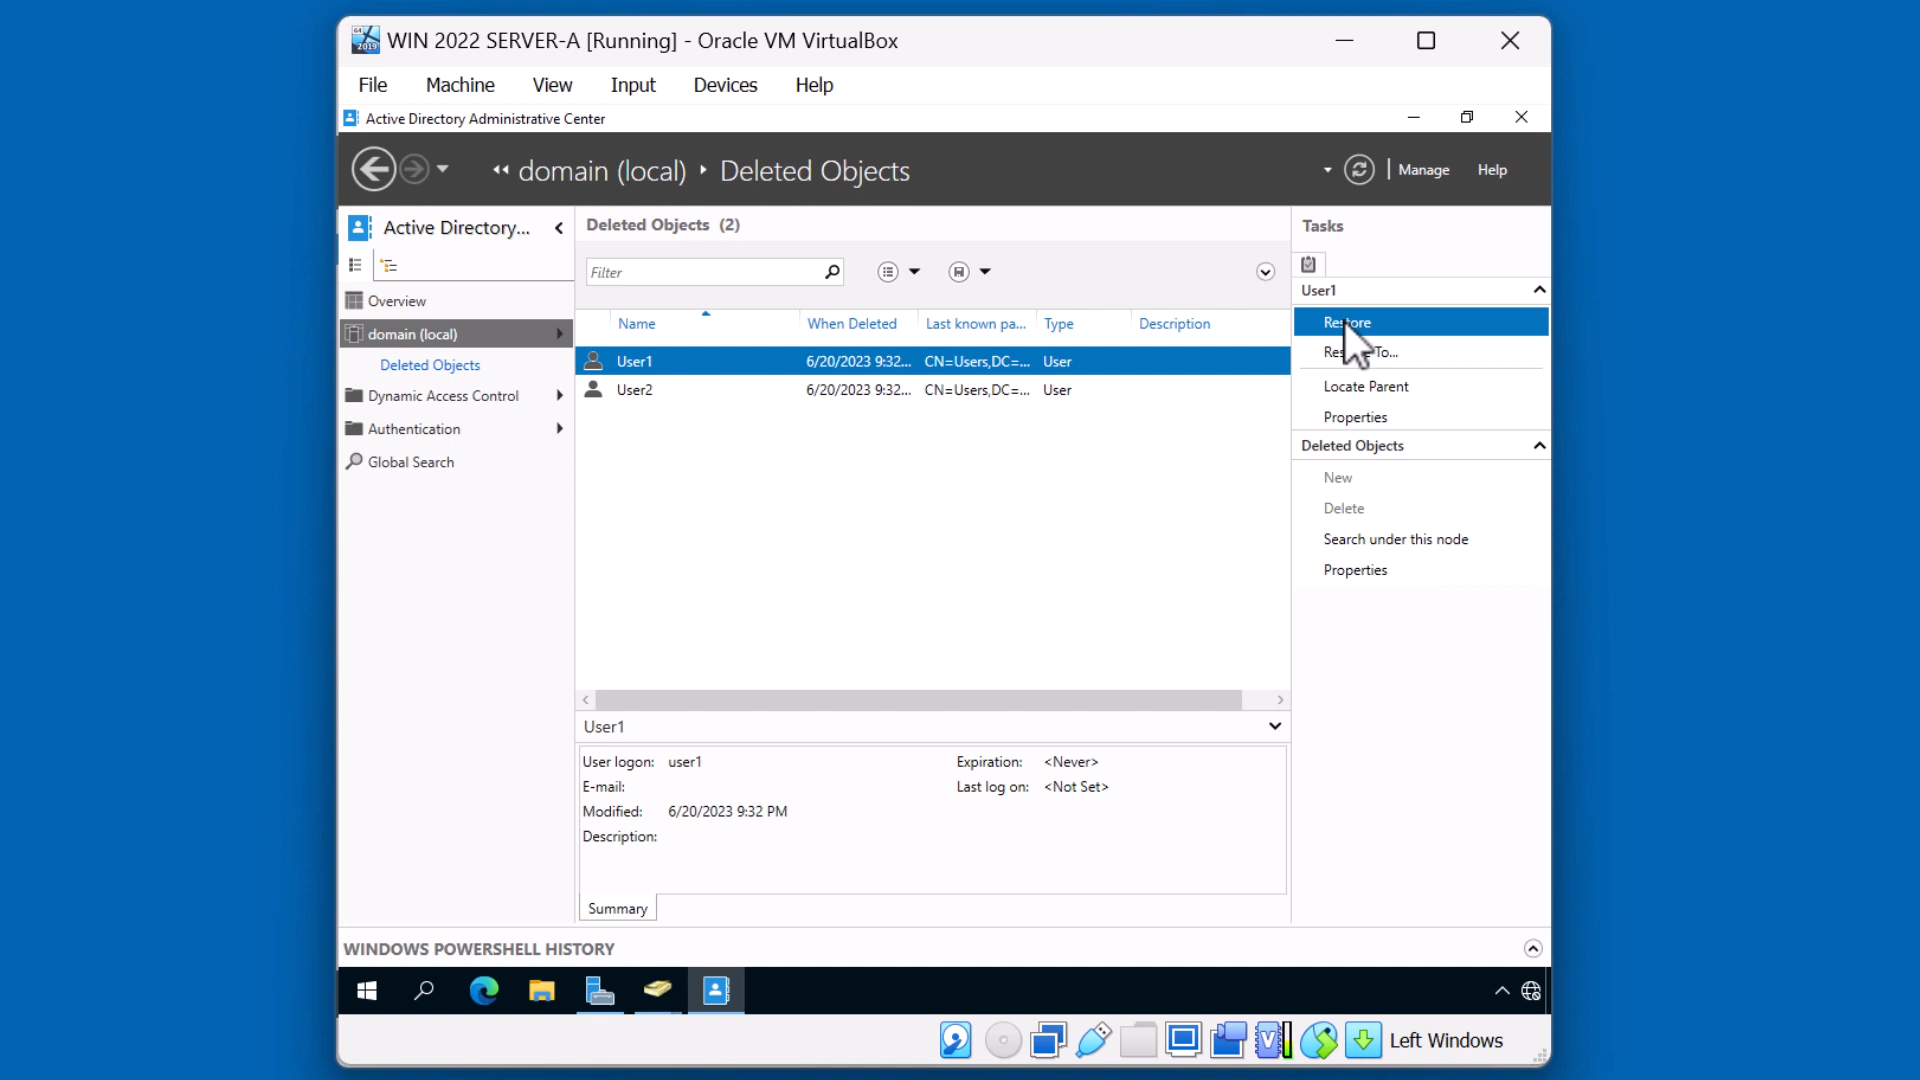 WIN 2022 SERVER-A [Running] - Oracle VM VirtualBox
File Machine View Input Devices Help
Active Directory Administrative Center
domain (local) Deleted Objects
Manage Help
Active Directory...
Overview
domain (local)
Deleted Objects
Dynamic Access Control
Authentication
Global Search
Deleted Objects (2)
Filter
Name When Deleted Last known pa... Type Description
User1 6/20/2023 9:32... CN=Users,DC=... User
User2 6/20/2023 9:32... CN=Users,DC=... User
User1
User logon: user1
E-mail:
Modified: 6/20/2023 9:32 PM
Description:
Expiration: <Never>
Last log on: <Not Set>
Summary
Tasks
User1
Restore
To...
Locate Parent
Properties
Deleted Objects
New
Delete
Search under this node
Properties
WINDOWS POWERSHELL HISTORY
Left Windows